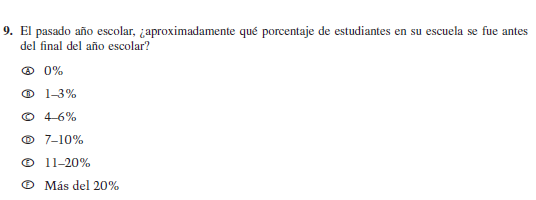 9. El pasado año escolar, ¿aproximadamente qué porcentaje de estudiantes en su escuela se fue antes
del final del año escolar?
Ⓐ 0%
Ⓑ 1–3%
Ⓒ 4–6%
Ⓓ 7–10%
Ⓔ 11–20%
Ⓕ Más del 20%